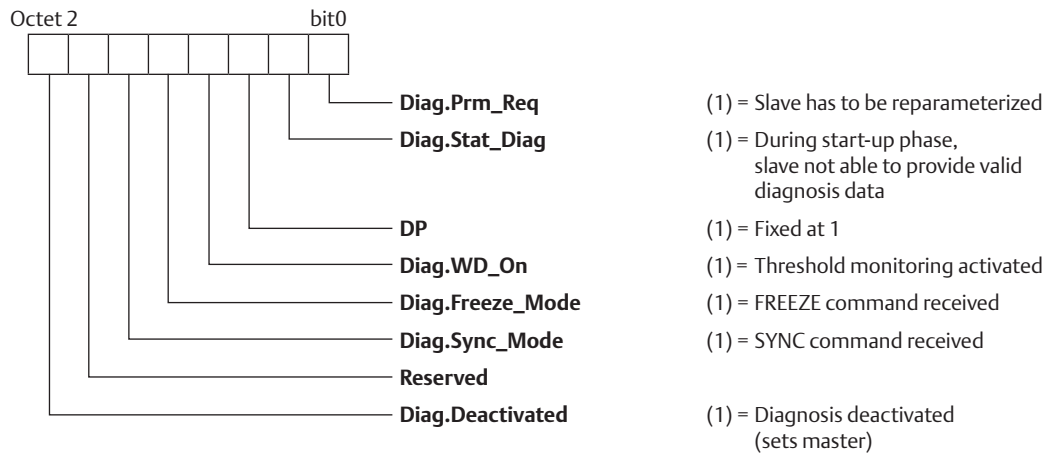 Octet 2 bit0
Diag.Prm_Req (1) = Slave has to be reparameterized
Diag.Stat_Diag (1) = During start-up phase,
slave not able to provide valid
diagnosis data
DP (1) = Fixed at 1
Diag.WD_On (1) = Threshold monitoring activated
Diag.Freeze_Mode (1) = FREEZE command received
Diag.Sync_Mode (1) = SYNC command received
Reserved
Diag.Deactivated (1) = Diagnosis deactivated
(sets master)